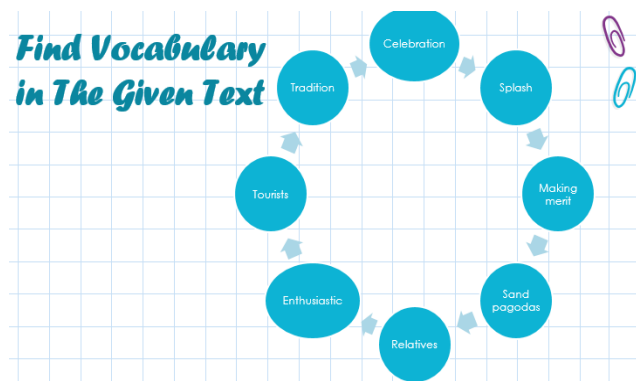 Find Vocabulary
in The Given Text
Celebration
Splash
Making
merit
Sand
pagodas
Relatives
Enthusiastic
Tourists
Tradition